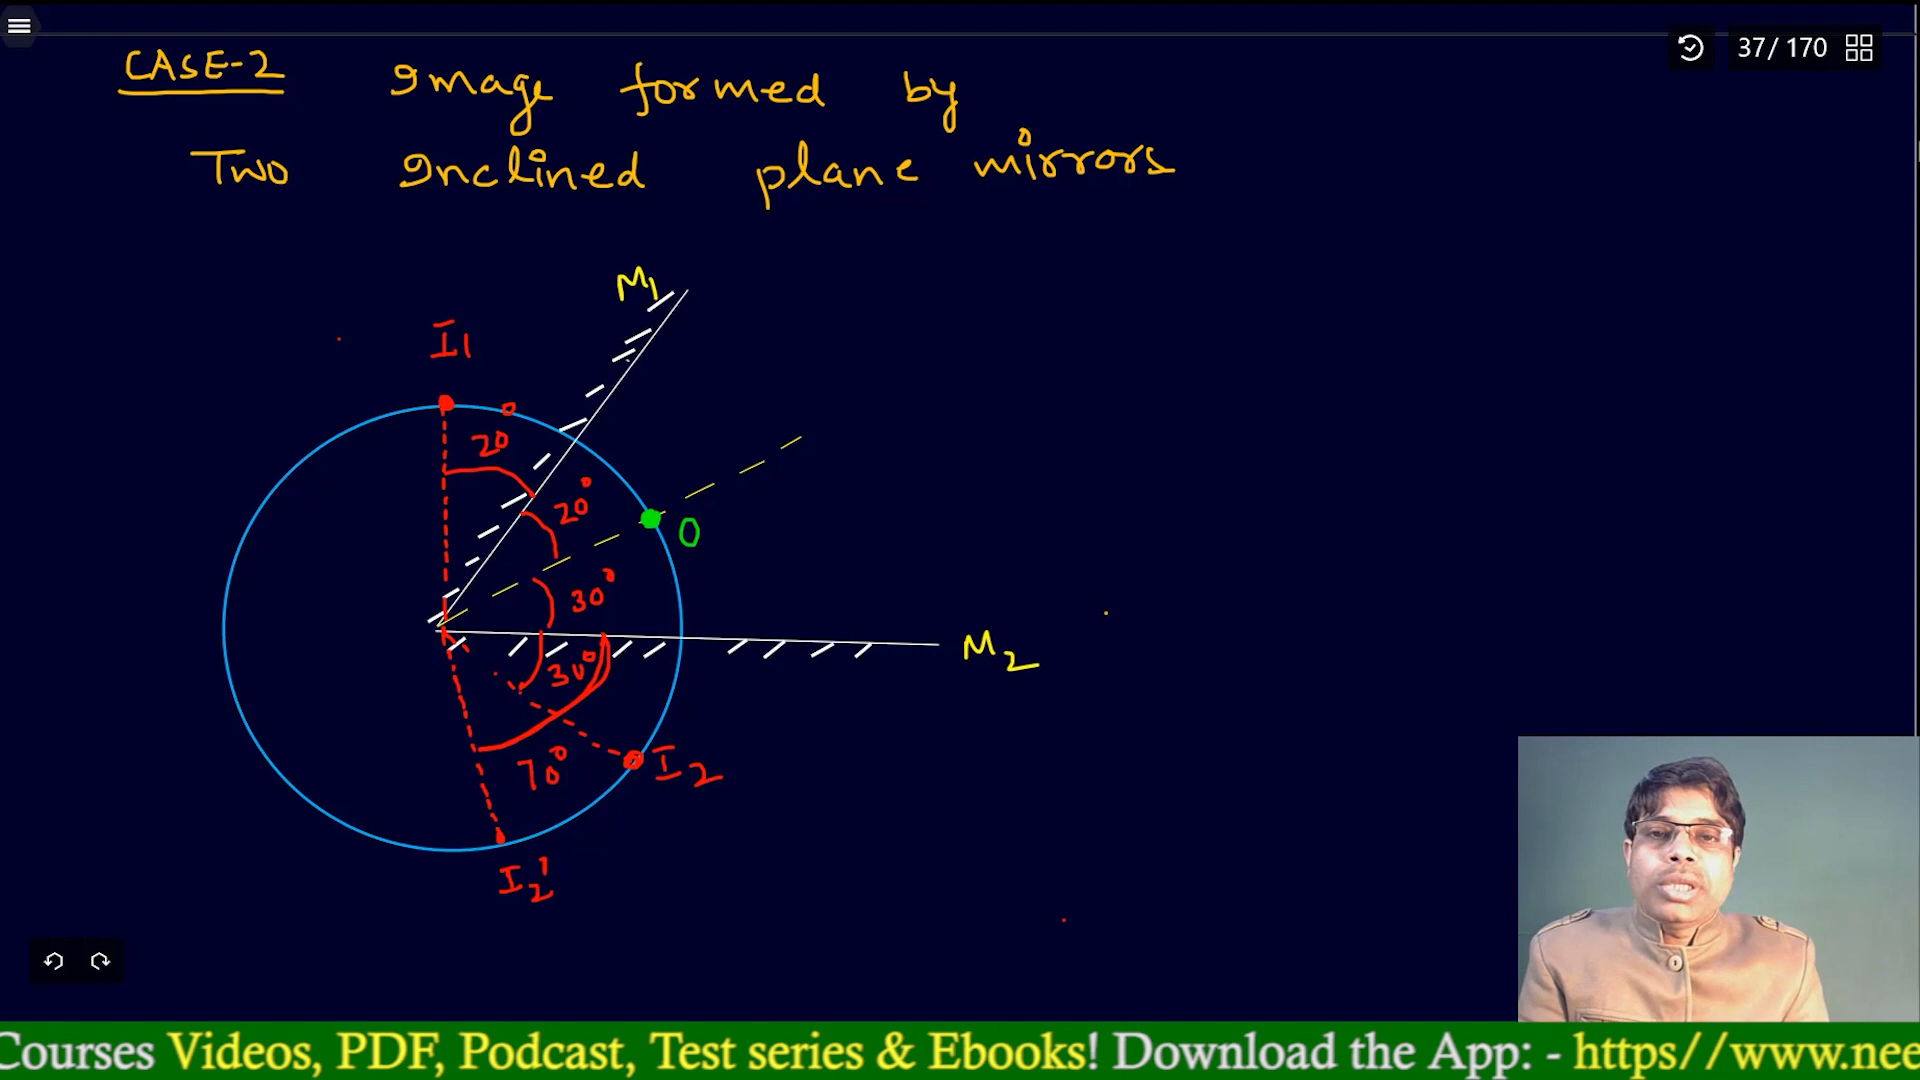 37/ 170
CASE-2 Image formed by
Two Inclined plane mirrors
M1
I1
20°
20°
O
30°
M2
30°
I2
70°
I2'
Courses Videos, PDF, Podcast, Test series & Ebooks! Download the App: - https//www.nee